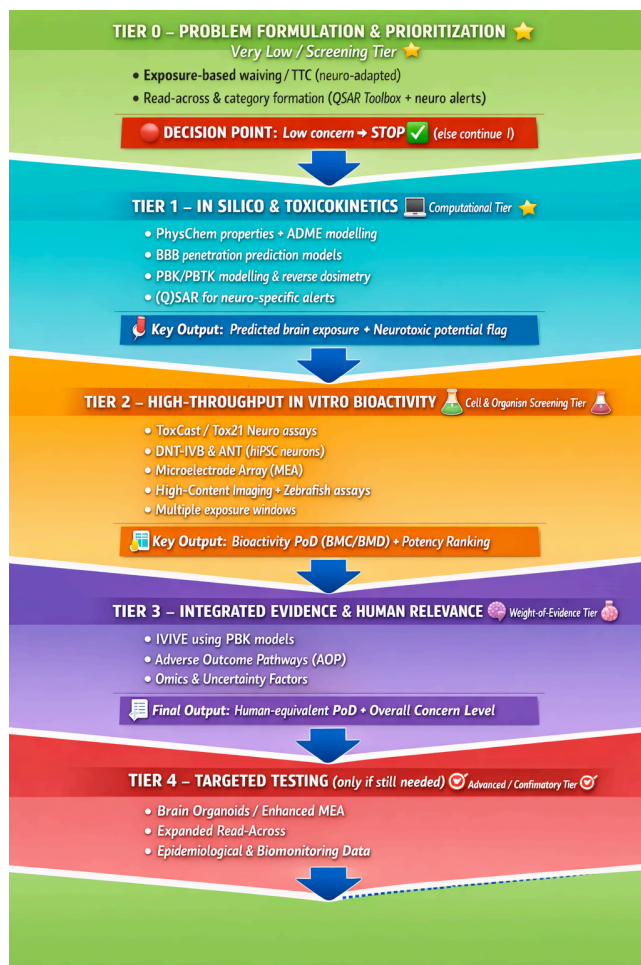 TIER 0 – PROBLEM FORMULATION & PRIORITIZATION
Very Low / Screening Tier
• Exposure-based waiving / TTC (neuro-adapted)
• Read-across & category formation (QSAR Toolbox + neuro alerts)
DECISION POINT: Low concern → STOP ✅ (else continue !)
TIER 1 – IN SILICO & TOXICOKINETICS Computational Tier
• PhysChem properties + ADME modelling
• BBB penetration prediction models
• PBK/PBTK modelling & reverse dosimetry
• (Q)SAR for neuro-specific alerts
Key Output: Predicted brain exposure + Neurotoxic potential flag
TIER 2 – HIGH-THROUGHPUT IN VITRO BIOACTIVITY Cell & Organisn Screening Tier
• ToxCast / Tox21 Neuro assays
• DNT-IVB & ANT (hiPSC neurons)
• Microelectrode Array (MEA)
• High-Content Imaging + Zebrafish assays
• Multiple exposure windows
Key Output: Bioactivity PoD (BMC/BMD) + Potency Ranking
TIER 3 – INTEGRATED EVIDENCE & HUMAN RELEVANCE Weight-of-Evidence Tier
• IVIVE using PBK models
• Adverse Outcome Pathways (AOP)
• Omics & Uncertainty Factors
Final Output: Human-equivalent PoD + Overall Concern Level
TIER 4 – TARGETED TESTING (only if still needed) Advanced / Confimatory Tier
• Brain Organoids / Enhanced MEA
• Expanded Read-Across
• Epidemiological & Biomonitoring Data